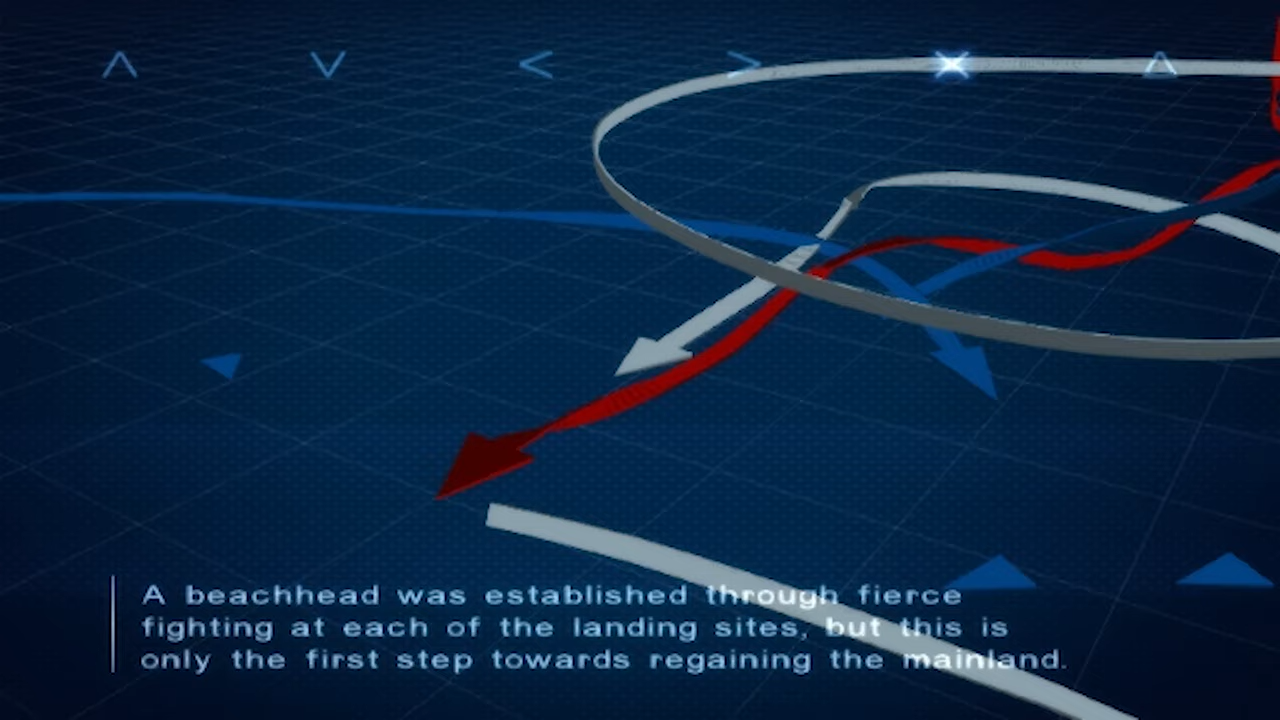 A beachhead was established through fierce
fighting at each of the landing sites, but this is
only the first step towards regaining the mainland.